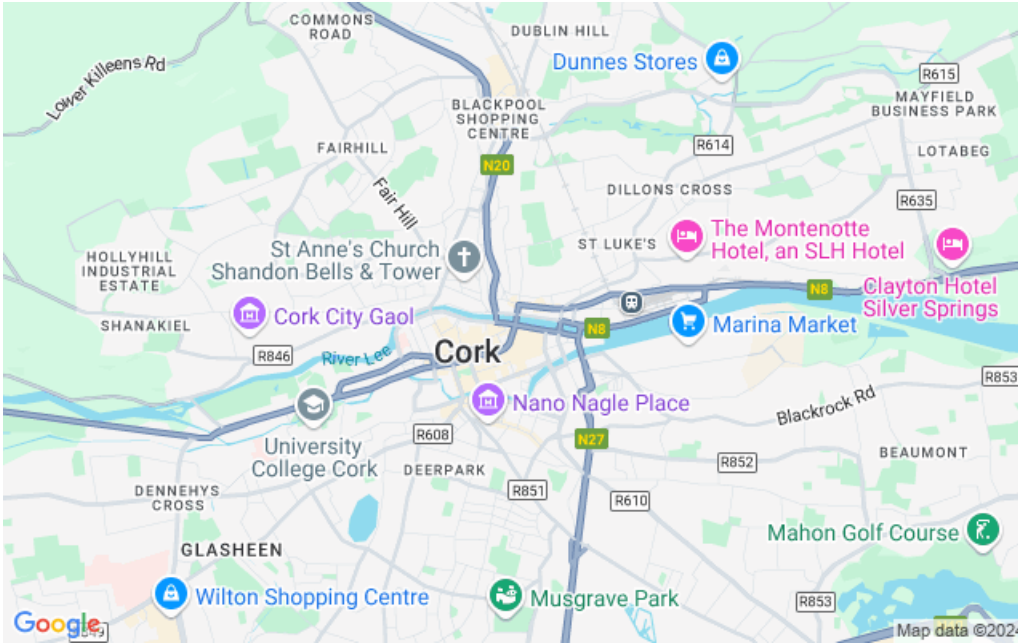 COMMONS
ROAD
DUBLIN HILL
Dunnes Stores
Lower Killeens Rd
R615
MAYFIELD
BUSINESS PARK
BLACKPOOL
SHOPPING
CENTRE
FAIRHILL
R614
LOTABEG
N20
Fair Hill
DILLONS CROSS
R635
The Montenotte
Hotel, an SLH Hotel
ST LUKE'S
St Anne's Church
Shandon Bells & Tower
HOLLYHILL
INDUSTRIAL
ESTATE
Clayton Hotel
Silver Springs
N8
Cork City Gaol
SHANAKIEL
N8
Marina Market
R846
River Lee
Cork
R853
Nano Nagle Place
Blackrock Rd
University
College Cork
R608
N27
DEERPARK
R852
BEAUMONT
DENNEHYS
CROSS
R851
R610
Mahon Golf Course
GLASHEEN
Wilton Shopping Centre
Musgrave Park
R853
Google
R849
Map data ©2024